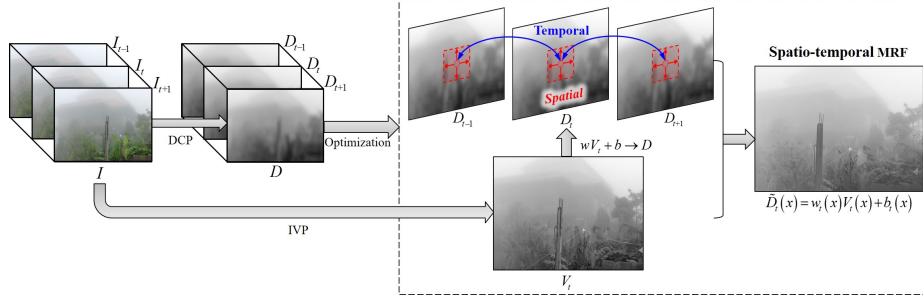 I_{t-1}
I_t
I_{t+1}
I
DCP
D_{t-1}
D_t
D_{t+1}
D
Optimization
IVP
Temporal
Spatial
D_{t-1}
D_t
D_{t+1}
wV_t + b → D
V_t
Spatio-temporal MRF
D̃_t(x) = w_t(x)V_t(x) + b_t(x)